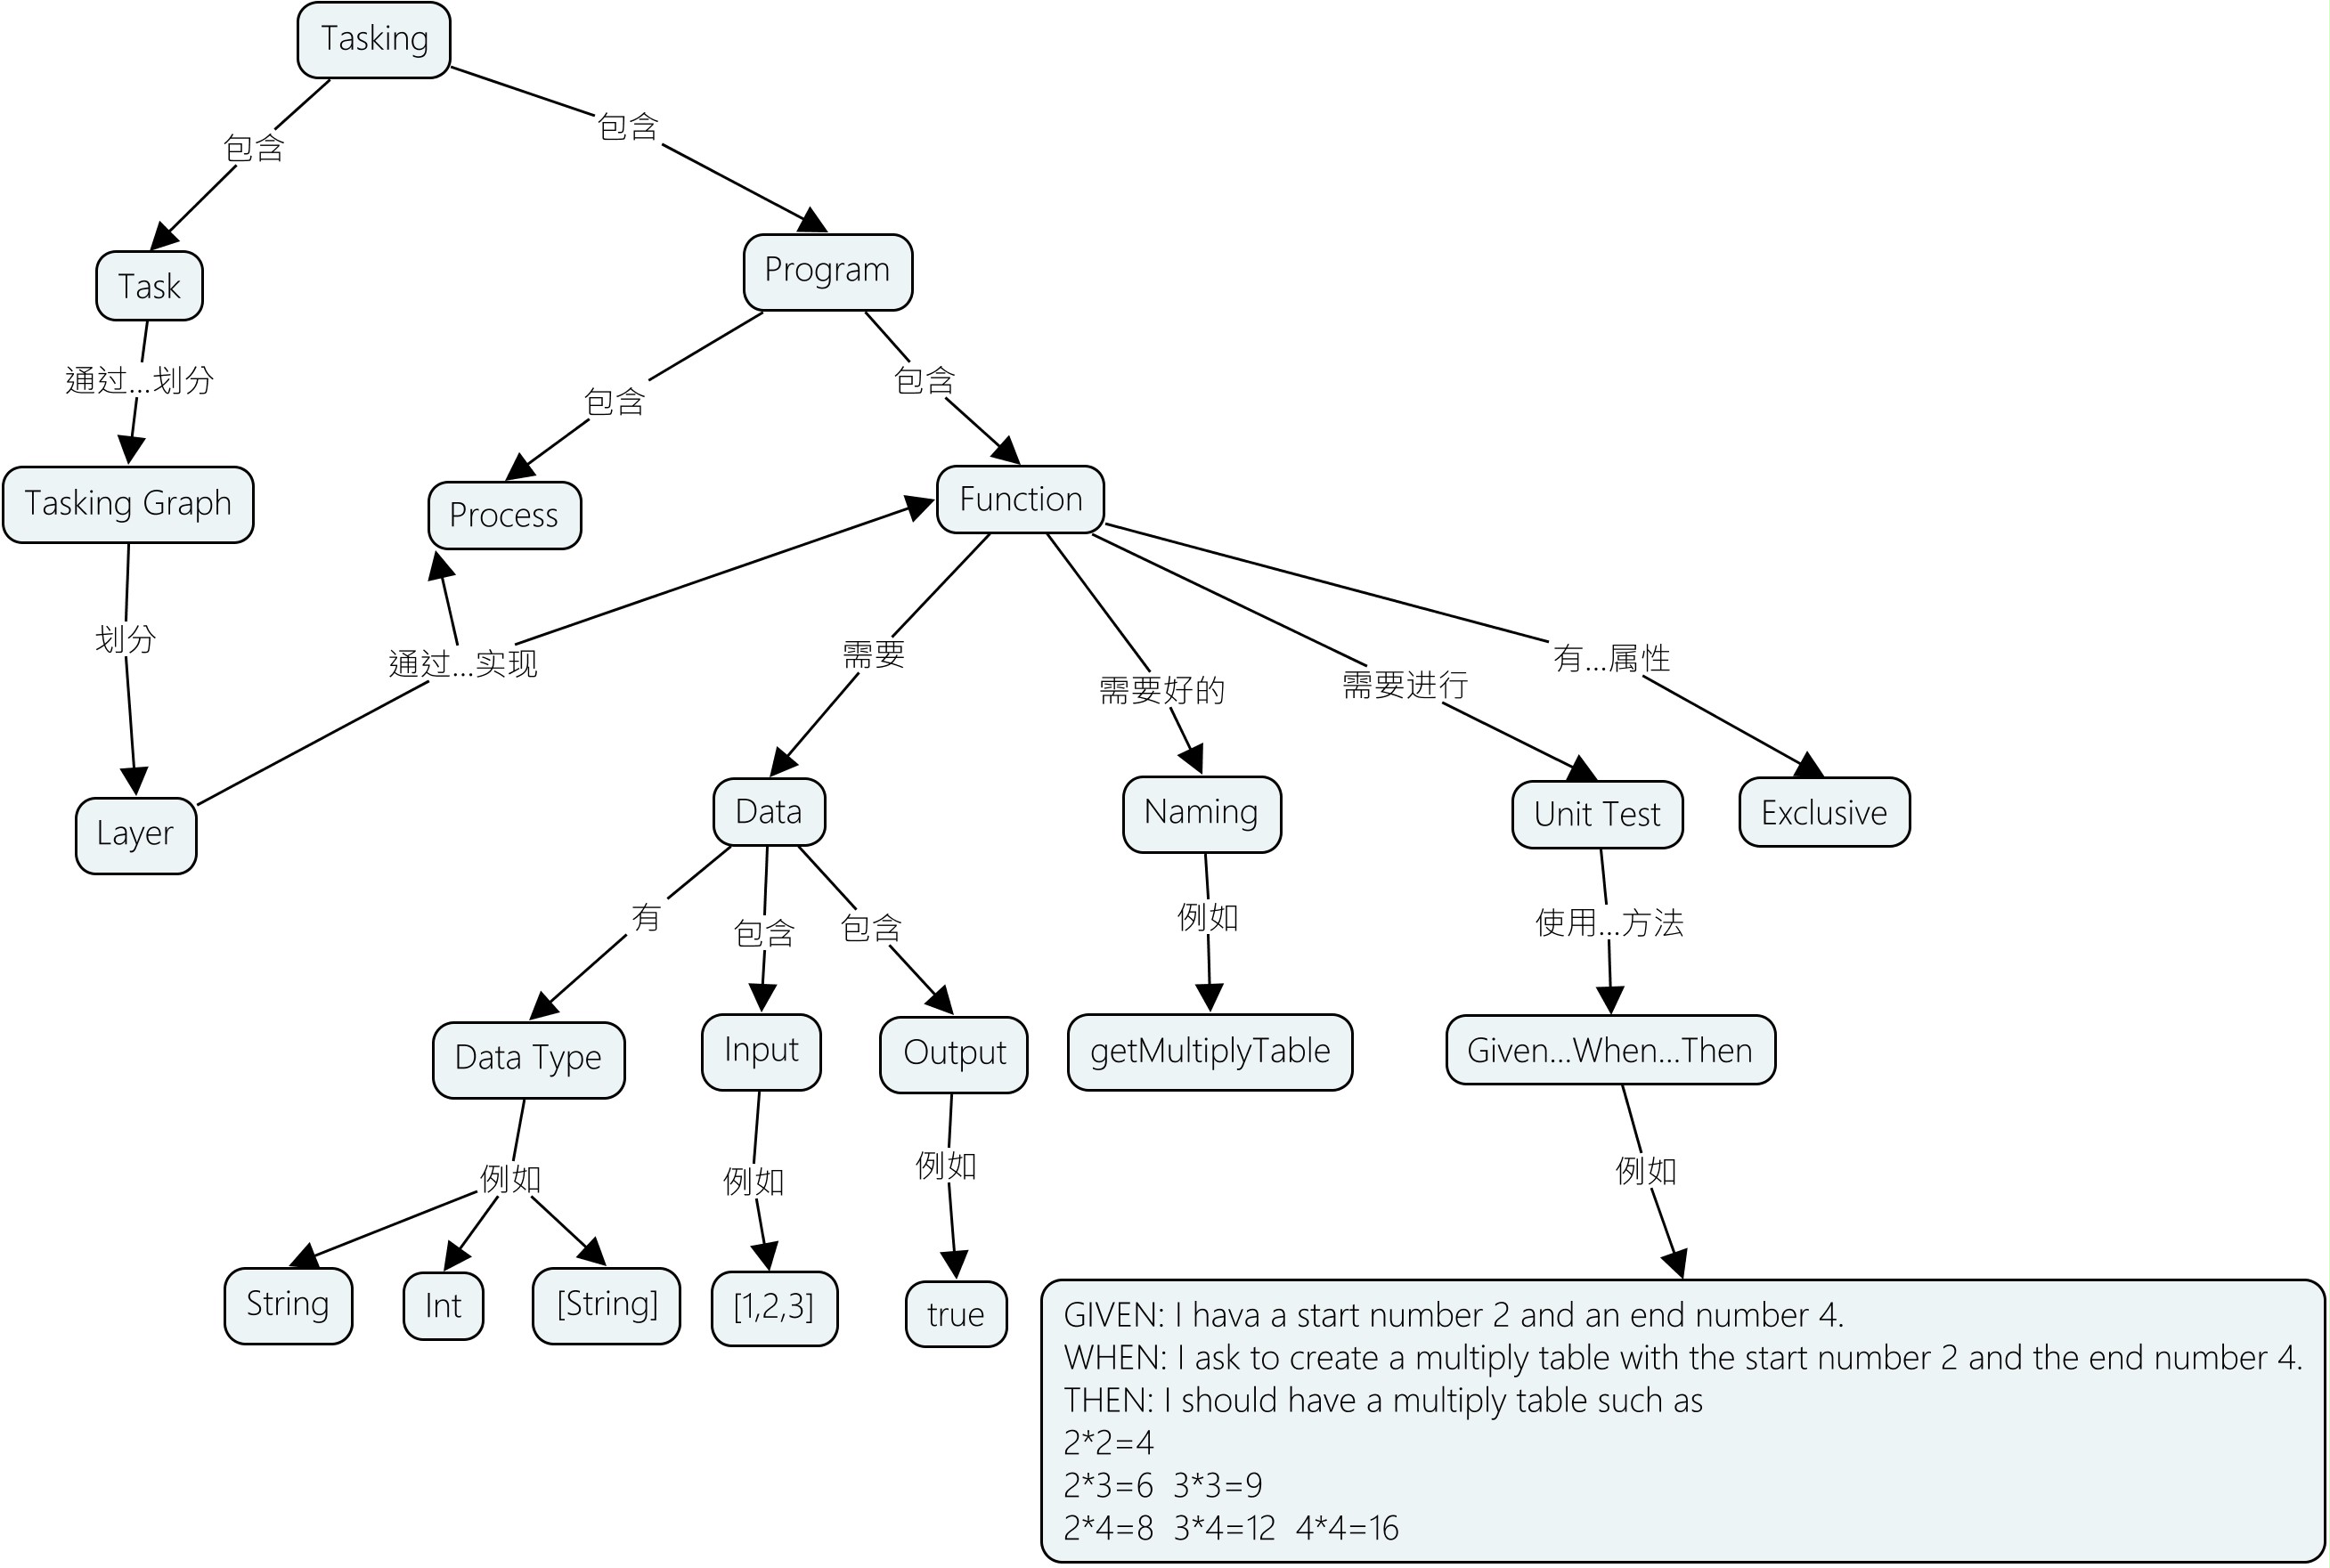 Tasking
包含
包含
Task
Program
通过...划分
包含
包含
Tasking Graph
Process
Function
划分
通过...实现
需要
需要好的
需要进行
有...属性
Layer
Data
Naming
Unit Test
Exclusive
有
包含
包含
例如
使用...方法
Data Type
Input
Output
getMultiplyTable
Given...When...Then
例如
例如
例如
例如
String
Int
[String]
[1,2,3]
true
GIVEN: I hava a start number 2 and an end number 4.
WHEN: I ask to create a multiply table with the start number 2 and the end number 4.
THEN: I should have a multiply table such as
2*2=4
2*3=6  3*3=9
2*4=8  3*4=12  4*4=16